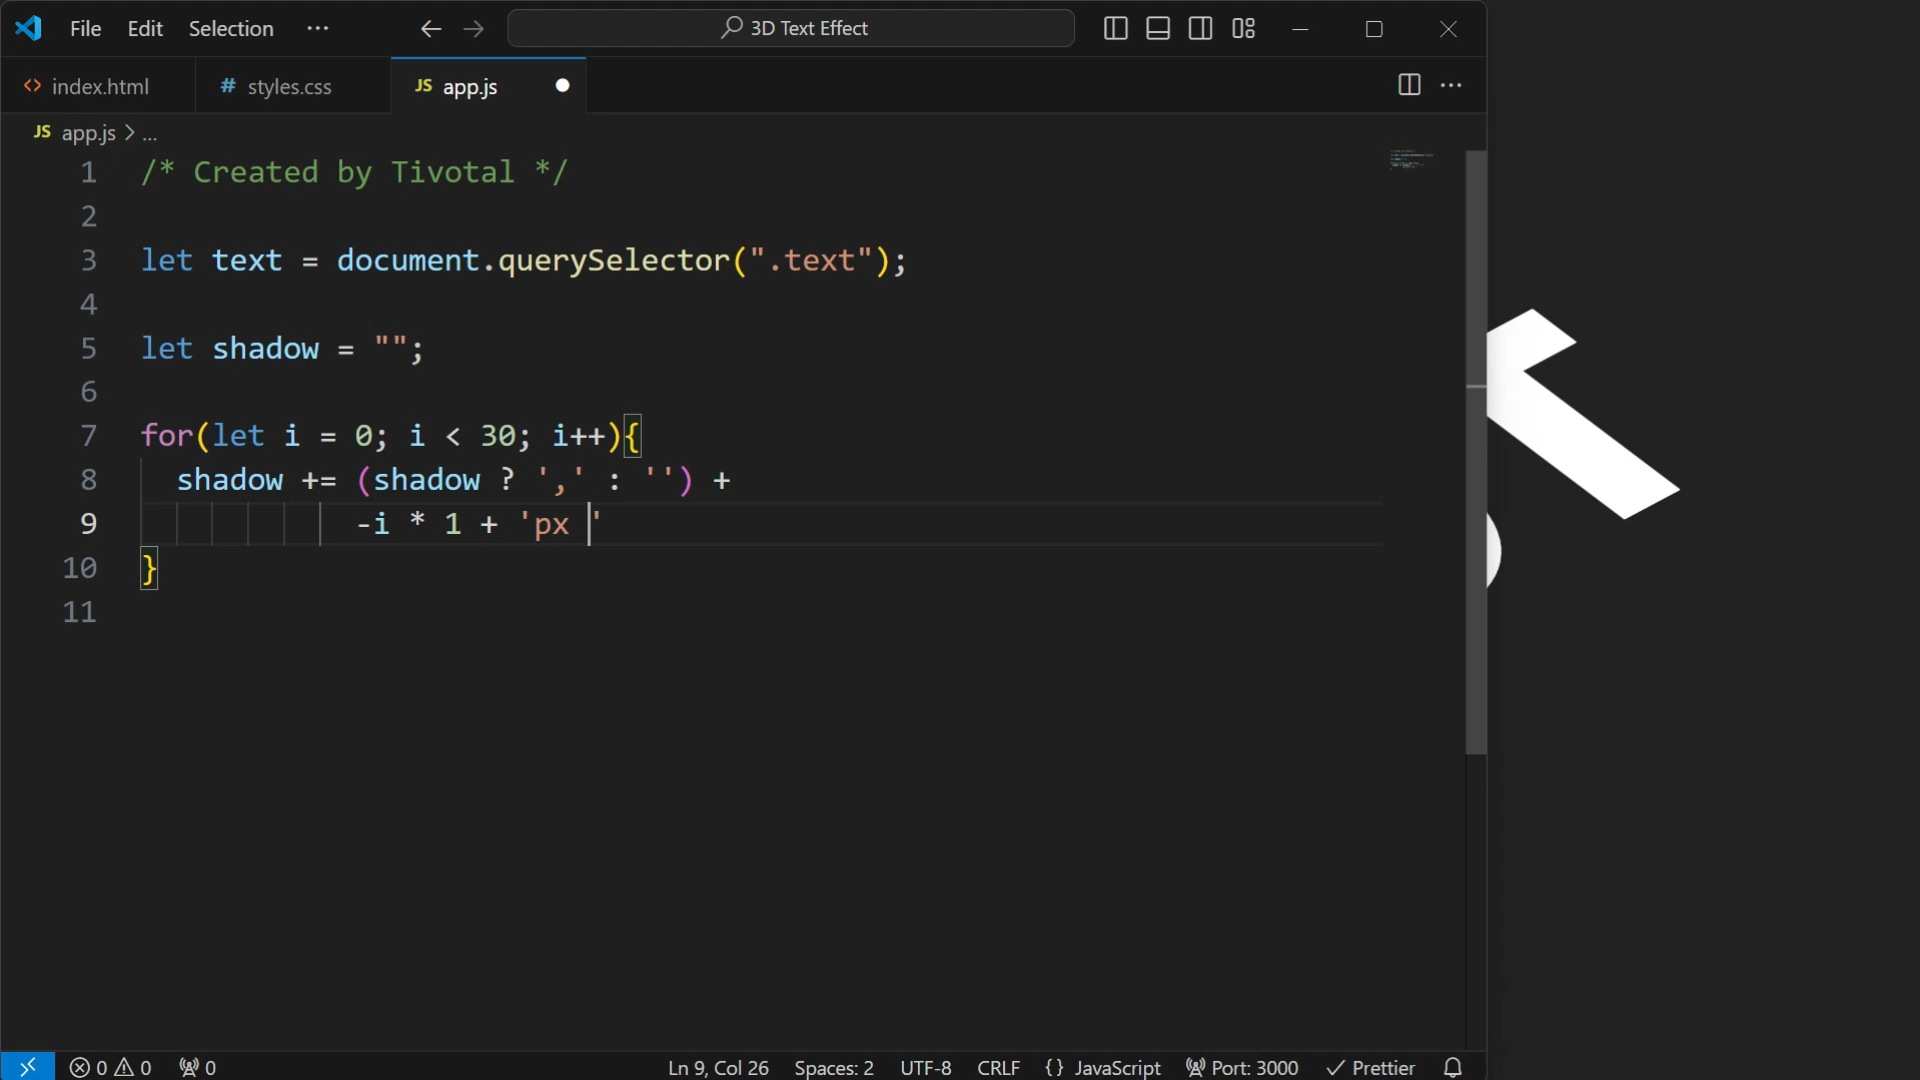 File Edit Selection ···
3D Text Effect
index.html
# styles.css
JS app.js
JS app.js > ...
1 /* Created by Tivotal */
2
3 let text = document.querySelector(".text");
4
5 let shadow = "";
6
7 for(let i = 0; i < 30; i++){
8 shadow += (shadow ? ',' : '') +
9 -i * 1 + 'px '
10 }
11
0 0 0 Ln 9, Col 26 Spaces: 2 UTF-8 CRLF {} JavaScript Port: 3000 Prettier